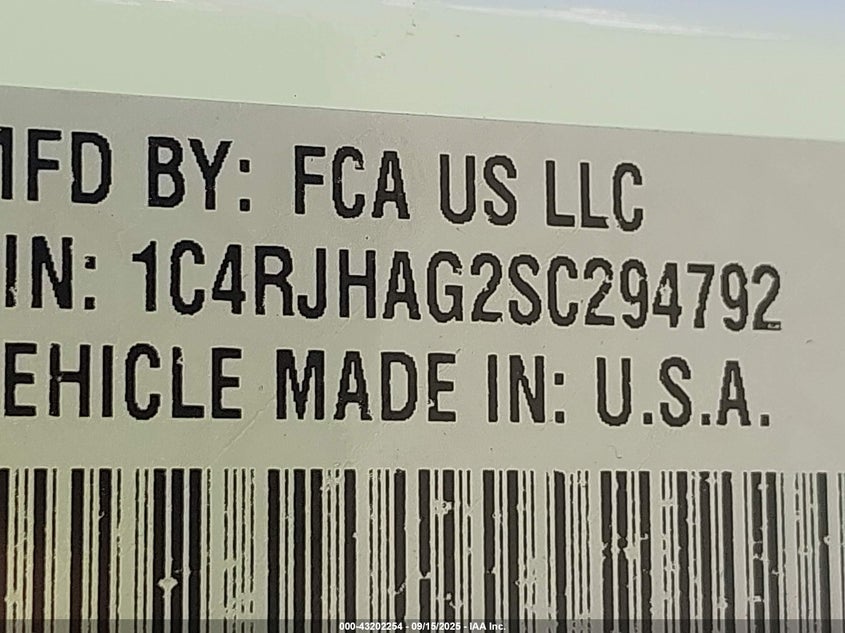 MFD BY: FCA US LLC
IN: 1C4RJHAG2SC294792
EHICLE MADE IN: U.S.A.
000-43202254 - 09/15/2025 - IAA Inc.